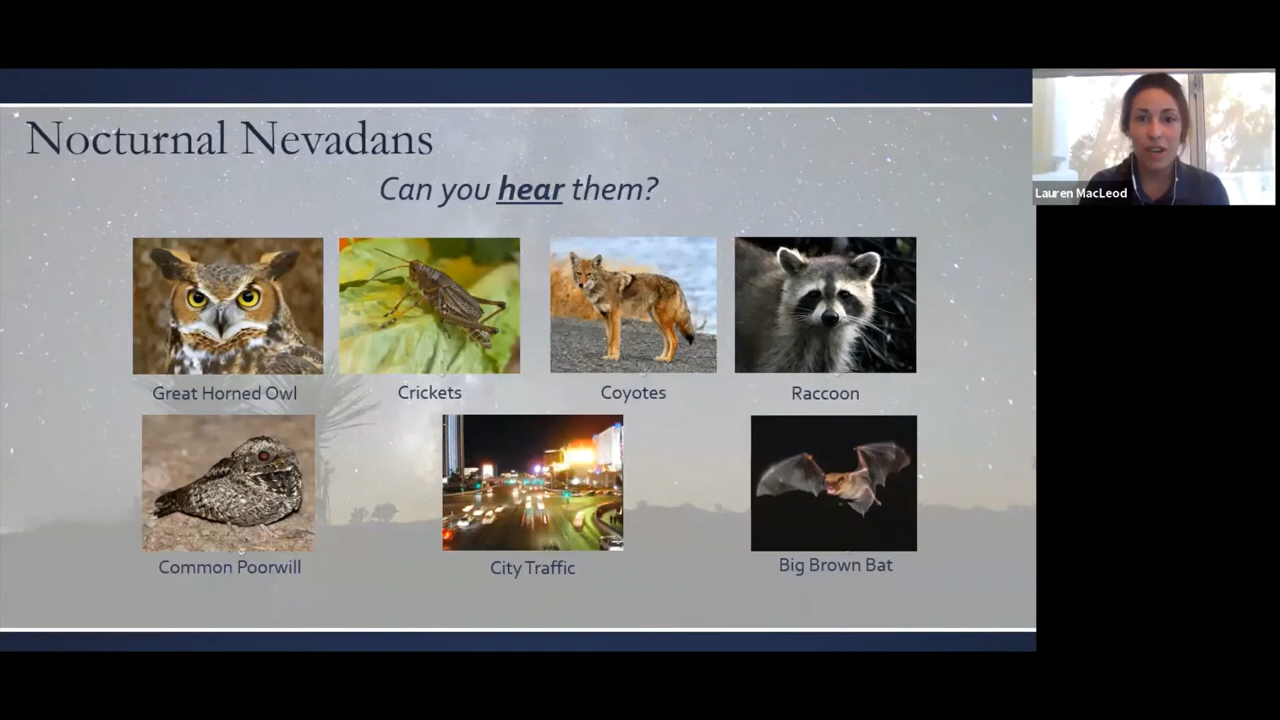 Nocturnal Nevadans
Can you hear them?
Lauren MacLeod
Great Horned Owl
Crickets
Coyotes
Raccoon
Common Poorwill
City Traffic
Big Brown Bat